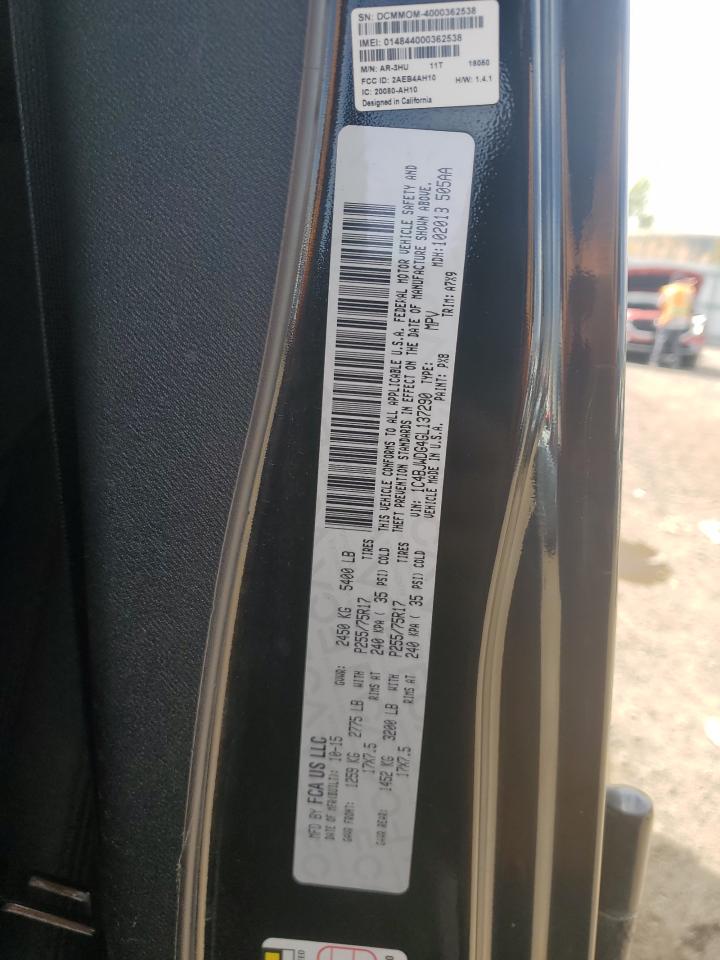 SN: DCMMOM-4000362538
IMEI: 014844000362538
M/N: AR-3HU 11T 18050
FCC ID: 2AEB4AH10 H/W: 1.4.1
IC: 20080-AH10
Designed in California
MFD BY FCA US LLC
DATE OF MFR(BUILT): 10-15 GVWR: 2450 KG 5400 LB
GAWR FRONT: 1259 KG 2775 LB WITH P255/75R17 TIRES
17X7.5 RIMS AT 240 KPA ( 35 PSI) COLD
GAWR REAR: 1452 KG 3200 LB WITH P255/75R17 TIRES
17X7.5 RIMS AT 240 KPA ( 35 PSI) COLD
THIS VEHICLE CONFORMS TO ALL APPLICABLE U.S.A. FEDERAL MOTOR VEHICLE SAFETY AND
THEFT PREVENTION STANDARDS IN EFFECT ON THE DATE OF MANUFACTURE SHOWN ABOVE.
VIN: 1C4BJWDG4GL137290 TYPE: MPV MDH:102013 505AA
VEHICLE MADE IN U.S.A. PAINT: PX8 TRIM: A7X9